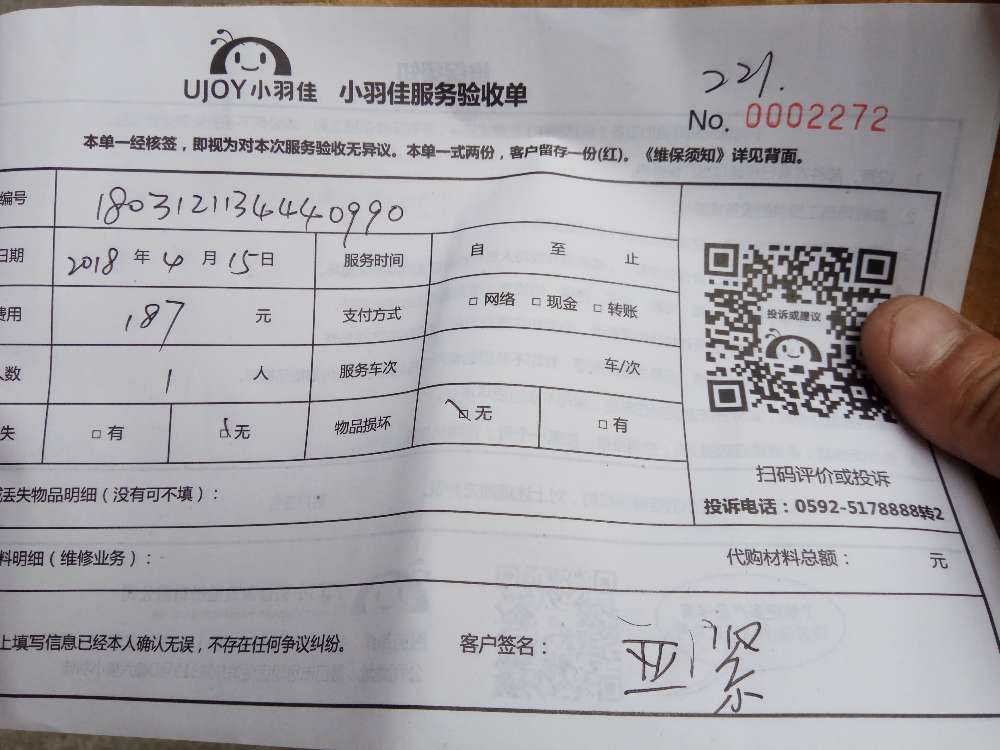 UJOY小羽佳 小羽佳服务验收单
221.
No. 0002272
本单一经核签，即视为对本次服务验收无异议。本单一式两份，客户留存一份(红)。《维保须知》详见背面。
编号 180312113444440990
日期 2018 年 4 月 15 日 服务时间 自 至 止
费用 187 元 支付方式 □ 网络 □ 现金 □ 转账
人数 1 人 服务车次 车/次
失 □ 有 □ 无 物品损坏 □ 无 □ 有
投诉或建议
扫码评价或投诉
投诉电话：0592-5178888转2
丢失物品明细（没有可不填）：
料明细（维修业务）： 代购材料总额： 元
上填写信息已经本人确认无误，不存在任何争议纠纷。 客户签名：